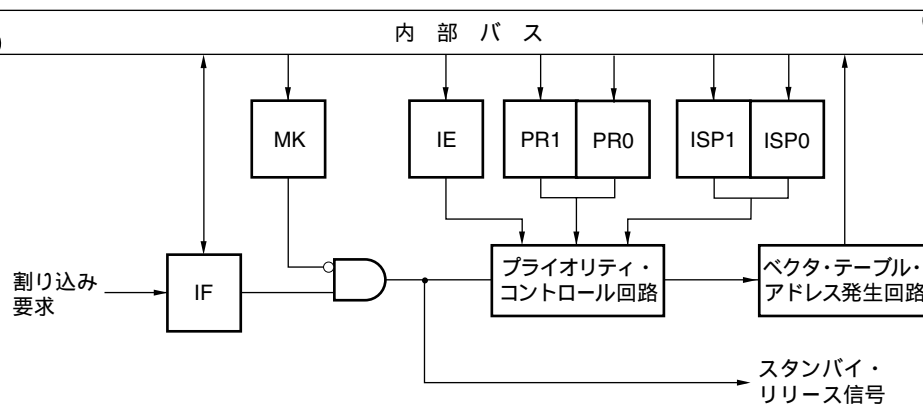 内 部 バ ス
MK
IE
PR1
PR0
ISP1
ISP0
割り込み
要求
IF
プライオリティ・
コントロール回路
ベクタ・テーブル・
アドレス発生回路
スタンバイ・
リリース信号